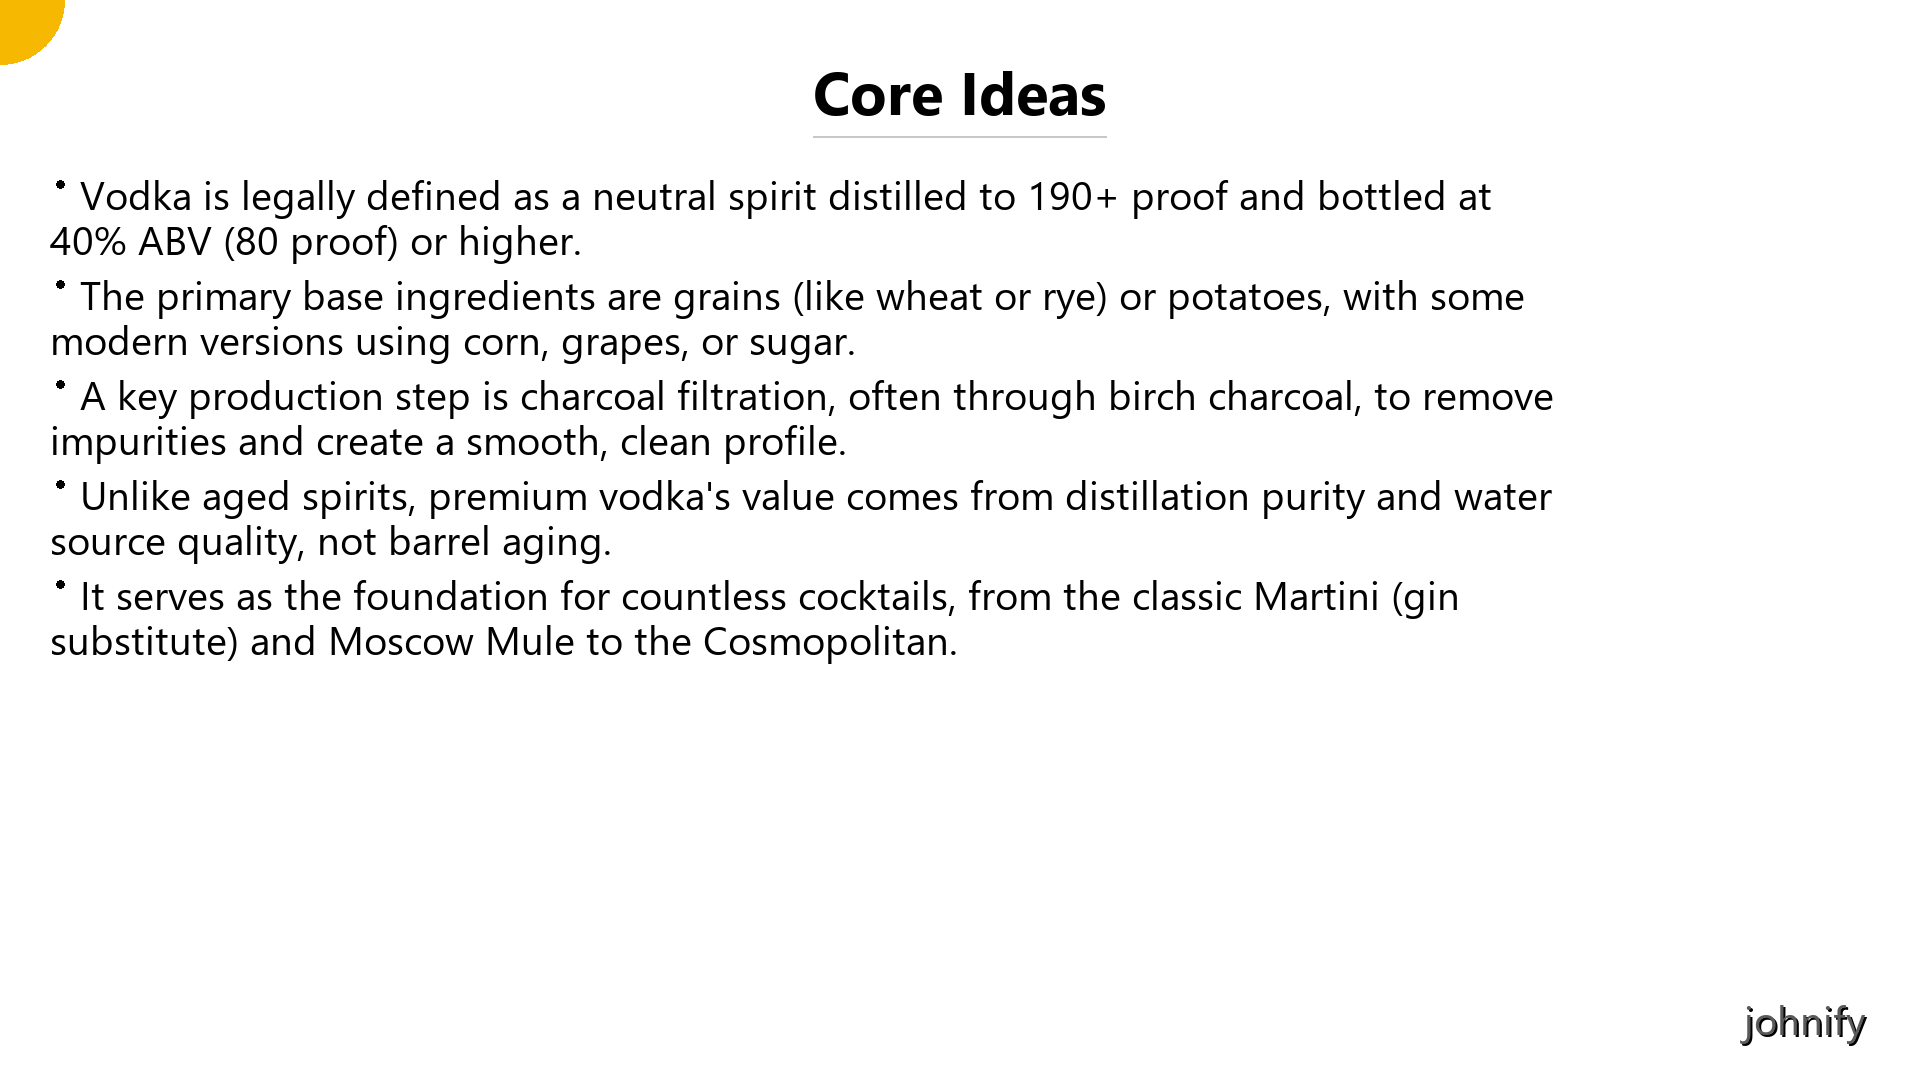 Core Ideas
• Vodka is legally defined as a neutral spirit distilled to 190+ proof and bottled at
40% ABV (80 proof) or higher.
• The primary base ingredients are grains (like wheat or rye) or potatoes, with some
modern versions using corn, grapes, or sugar.
• A key production step is charcoal filtration, often through birch charcoal, to remove
impurities and create a smooth, clean profile.
• Unlike aged spirits, premium vodka's value comes from distillation purity and water
source quality, not barrel aging.
• It serves as the foundation for countless cocktails, from the classic Martini (gin
substitute) and Moscow Mule to the Cosmopolitan.
johnify